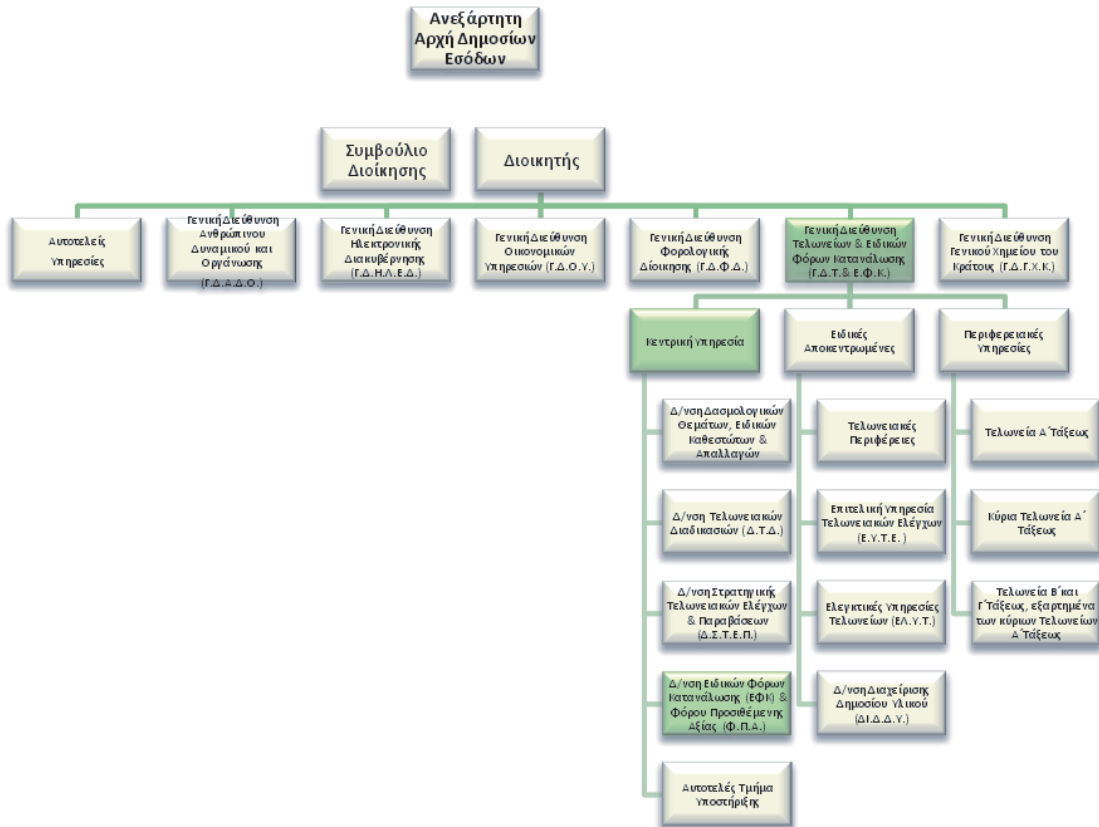 Ανεξάρτητη
Αρχή Δημοσίων
Εσόδων
Συμβούλιο
Διοίκησης
Διοικητής
Αυτοτελείς
Υπηρεσίες
Γενική Διεύθυνση
Ανθρώπινου
Δυναμικού και
Οργάνωσης
(Γ.Δ.Α.Δ.Ο.)
Γενική Διεύθυνση
Ηλεκτρονικής
Διακυβέρνησης
(Γ.Δ.Η.Λ.Ε.Δ.)
Γενική Διεύθυνση
Οικονομικών
Υπηρεσιών (Γ.Δ.Ο.Υ.)
Γενική Διεύθυνση
Φορολογικής
Δίοικησης (Γ.Δ.Φ.Δ.)
Γενική Διεύθυνση
Τελωνείων & Ειδικών
Φόρων Κατανάλωσης
(Γ.Δ.Τ.& Ε.Φ.Κ.)
Γενική Διεύθυνση
Γενικού Χημείου του
Κράτους (Γ.Δ.Γ.Χ.Κ.)
Κεντρική Υπηρεσία
Ειδικές
Αποκεντρωμένες
Περιφερειακές
Υπηρεσίες
Δ/νση Δασμολογικών
Θεμάτων, Ειδικών
Καθεστώτων &
Απαλλαγών
Τελωνειακές
Περιφέρειες
Τελωνεία Α΄Τάξεως
Δ/νση Τελωνειακών
Διαδικασιών (Δ.Τ.Δ.)
Επιτελική Υπηρεσία
Τελωνειακών Ελέγχων
(Ε.Υ.Τ.Ε. )
Κύρια Τελωνεία Α΄
Τάξεως
Δ/νση Στρατηγικής
Τελωνειακών Ελέγχων
& Παραβάσεων
(Δ.Σ.Τ.Ε.Π.)
Ελεγκτικές Υπηρεσίες
Τελωνείων (ΕΛ.Υ.Τ.)
Τελωνεία Β΄και
Γ΄Τάξεως, εξαρτημένα
των κύριων Τελωνείων
Α΄Τάξεως
Δ/νση Ειδικών Φόρων
Κατανάλωσης (ΕΦΚ) &
Φόρου Προσιθέμενης
Αξίας (Φ.Π.Α.)
Δ/νση Διαχείρισης
Δημοσίου Υλικού
(ΔΙ.Δ.Δ.Υ.)
Αυτοτελές Τμήμα
Υποστήριξης